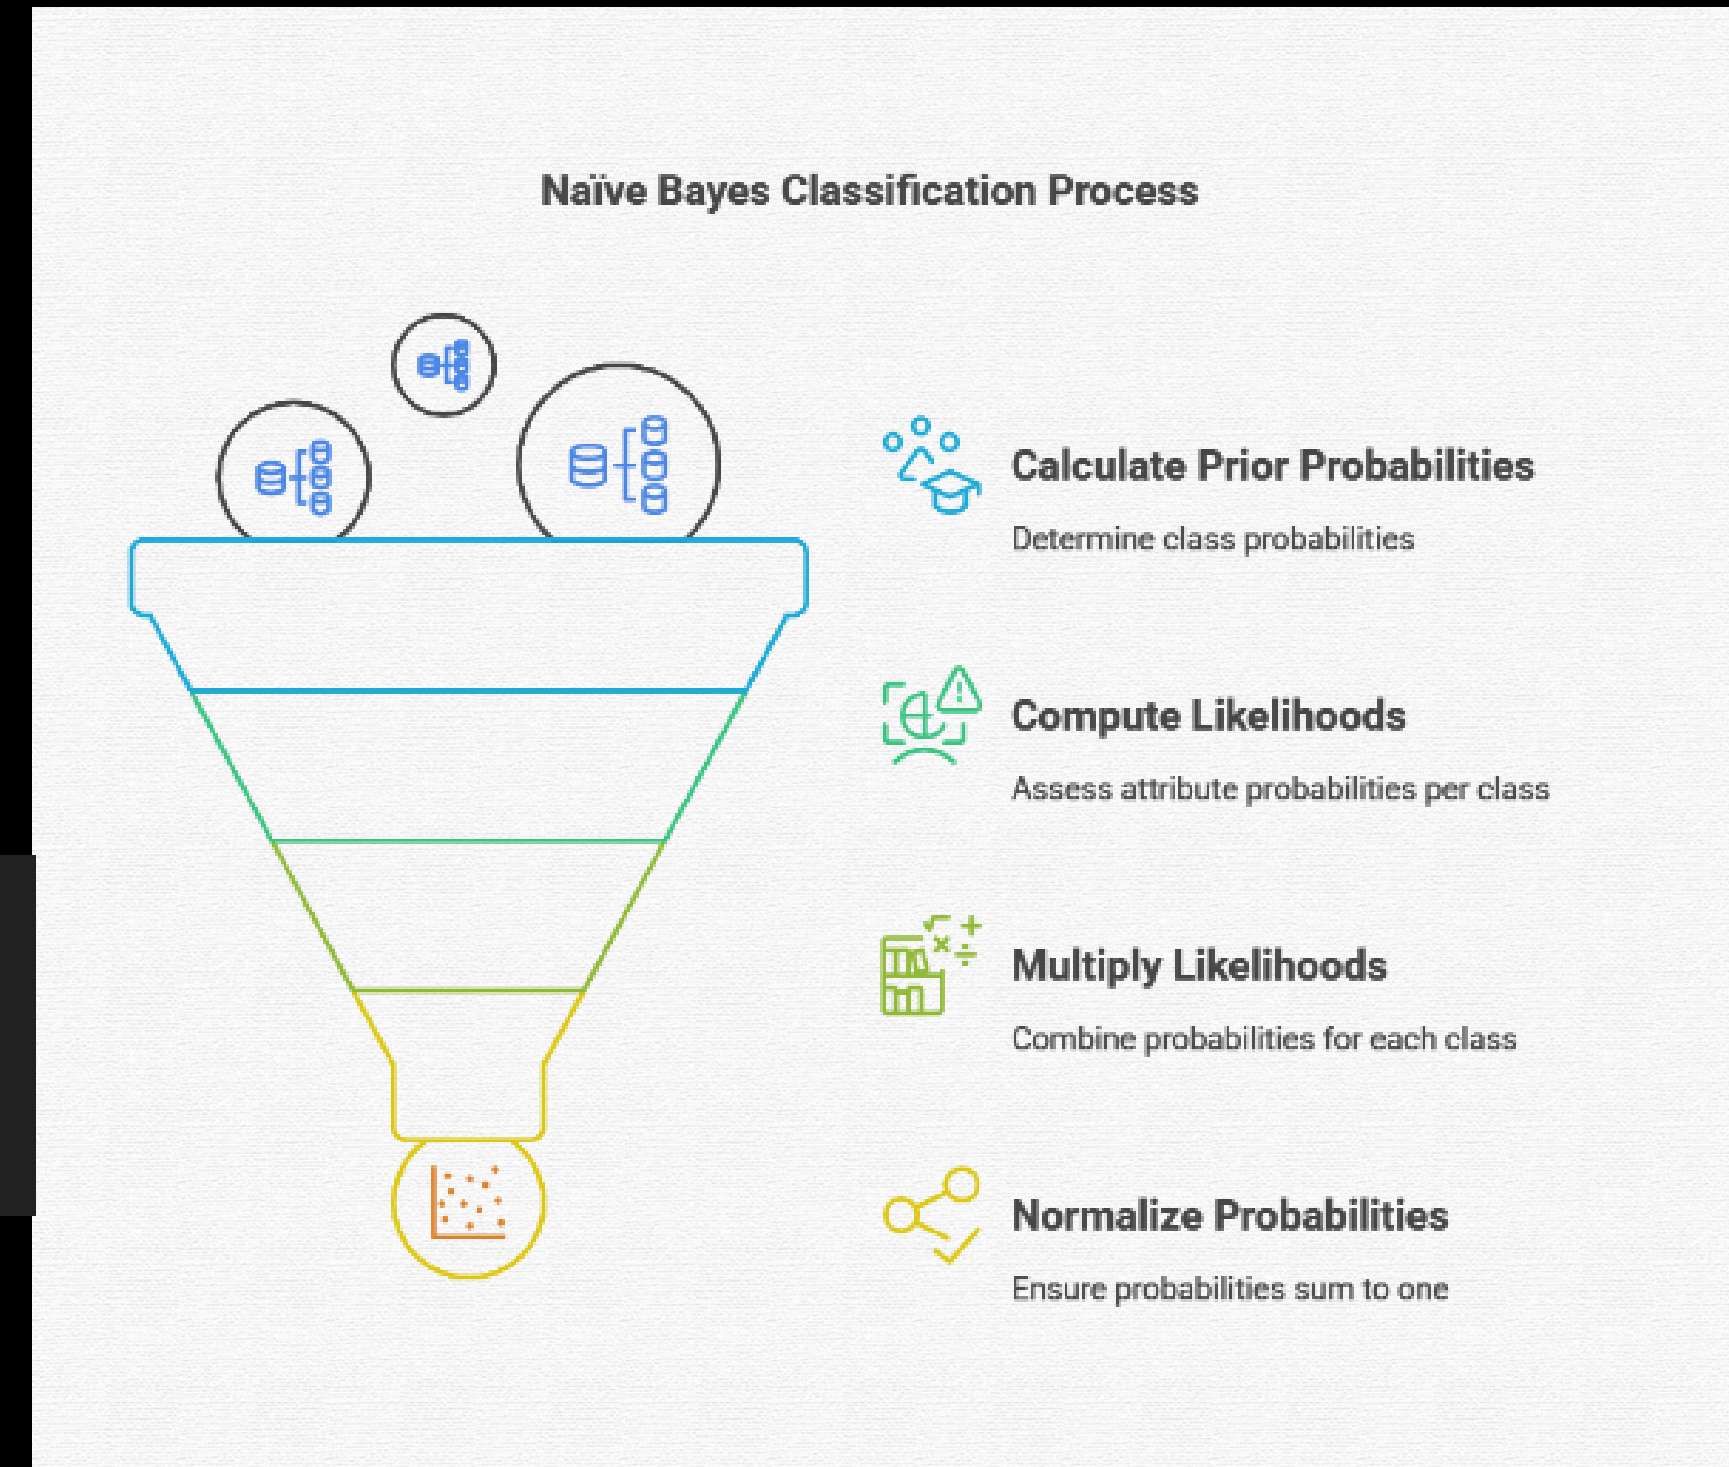 Naïve Bayes Classification Process
Calculate Prior Probabilities
Determine class probabilities
Compute Likelihoods
Assess attribute probabilities per class
Multiply Likelihoods
Combine probabilities for each class
Normalize Probabilities
Ensure probabilities sum to one